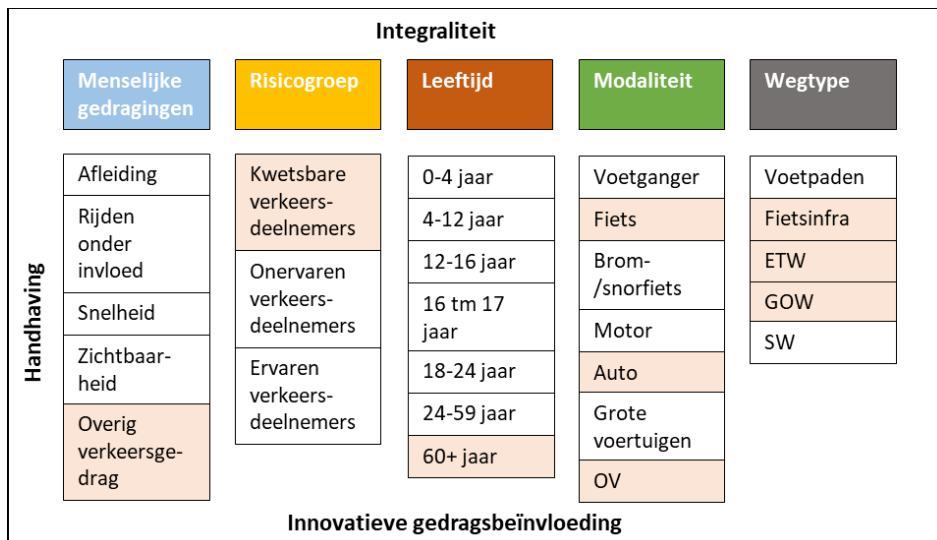 Integraliteit
Handhaving
Menselijke
gedragingen
Afleiding
Rijden
onder
invloed
Snelheid
Zichtbaar-
heid
Overig
verkeersge-
drag
Risicogroep
Kwetsbare
verkeers-
deelnemers
Onervaren
verkeers-
deelnemers
Ervaren
verkeers-
deelnemers
Leeftijd
0-4 jaar
4-12 jaar
12-16 jaar
16 tm 17
jaar
18-24 jaar
24-59 jaar
60+ jaar
Modaliteit
Voetganger
Fiets
Brom-
/snorfiets
Motor
Auto
Grote
voertuigen
OV
Wegtype
Voetpaden
Fietsinfra
ETW
GOW
SW
Innovatieve gedragsbeïnvloeding